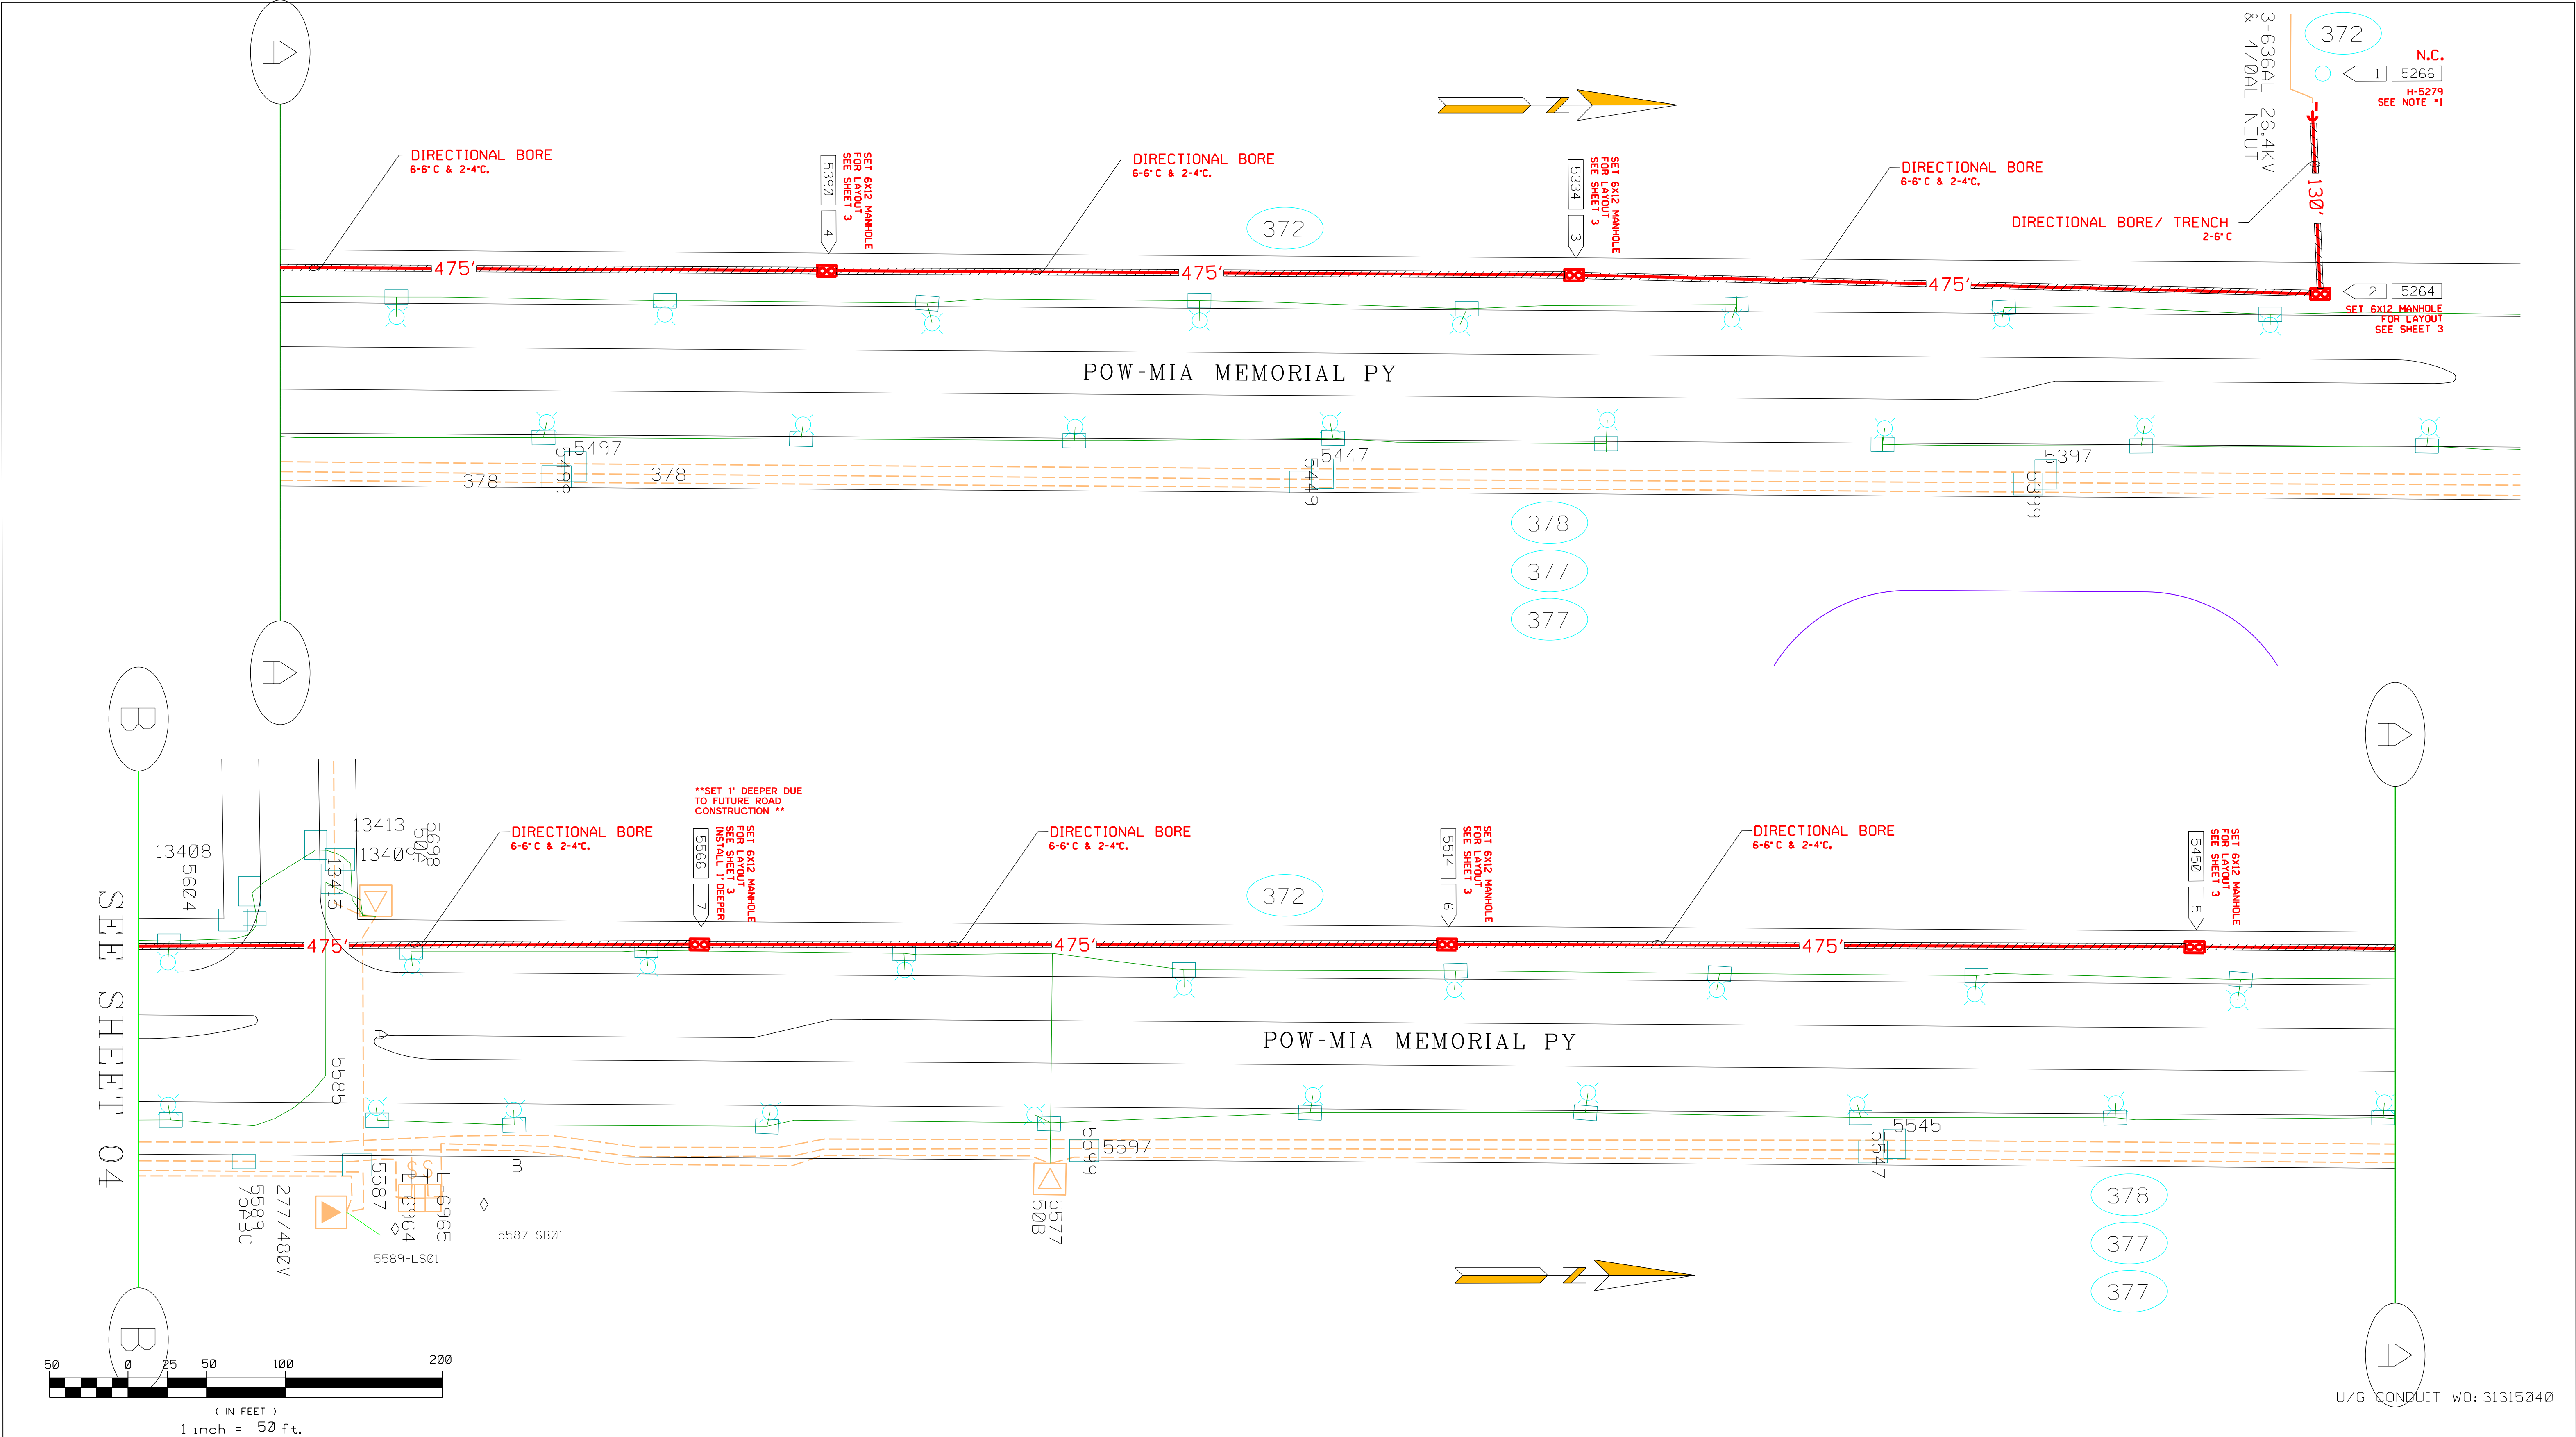 A
3-636AL 26.4KV
& 4/0AL NEUT
372
N.C.
1 5266
H-5279
SEE NOTE #1
DIRECTIONAL BORE
6-6" C & 2-4"C.
5390 4
SET 6X12 MANHOLE
FOR LAYOUT
SEE SHEET 3
DIRECTIONAL BORE
6-6" C & 2-4"C.
372
5334 3
SET 6X12 MANHOLE
FOR LAYOUT
SEE SHEET 3
DIRECTIONAL BORE
6-6" C & 2-4"C.
130'
DIRECTIONAL BORE/ TRENCH
2-6" C
475'
475'
475'
2 5264
SET 6X12 MANHOLE
FOR LAYOUT
SEE SHEET 3
POW-MIA MEMORIAL PY
5497
5499
378
378
5447
5449
5397
5399
378
377
377
A
B
A
13408
5604
13413
13409
50A
5698
13415
DIRECTIONAL BORE
6-6" C & 2-4"C.
**SET 1' DEEPER DUE
TO FUTURE ROAD
CONSTRUCTION **
5566 7
SET 6X12 MANHOLE
FOR LAYOUT
SEE SHEET 3
INSTALL 1' DEEPER
DIRECTIONAL BORE
6-6" C & 2-4"C.
372
5514 6
SET 6X12 MANHOLE
FOR LAYOUT
SEE SHEET 3
DIRECTIONAL BORE
6-6" C & 2-4"C.
5450 5
SET 6X12 MANHOLE
FOR LAYOUT
SEE SHEET 3
475'
475'
475'
SEE SHEET 04
A
POW-MIA MEMORIAL PY
5585
5587
B
5599
5597
5545
5547
277/480V
5589
75ABC
L-6964
L-6965
5587-SB01
5589-LS01
5577
50B
378
377
377
B
A
50 0 25 50 100 200
( IN FEET )
1 inch = 50 ft.
U/G CONDUIT WO: 31315040